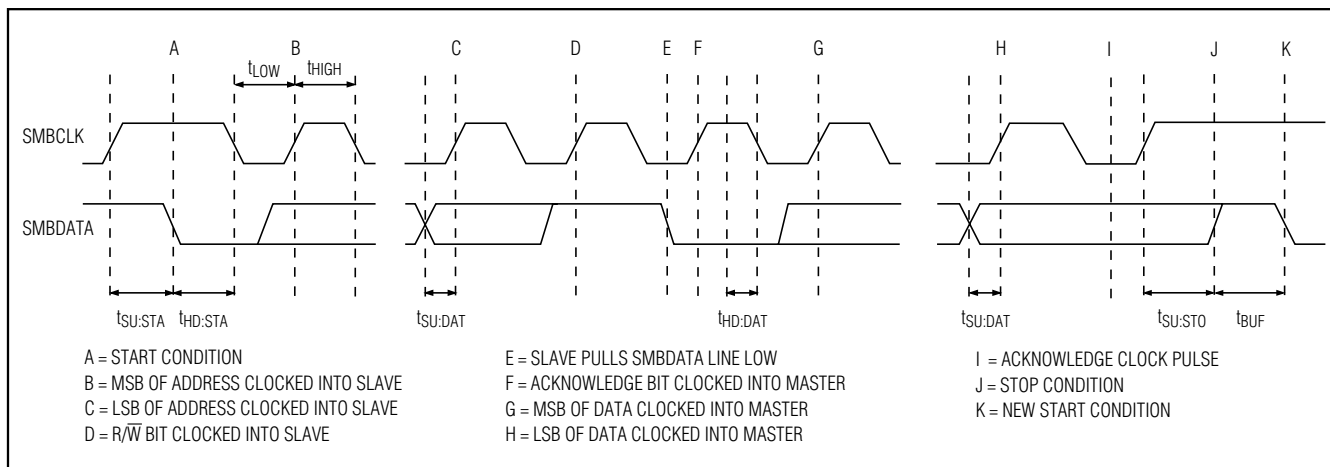 A B C D E F G H I J K
tLOW tHIGH
SMBCLK
SMBDATA
tSU:STA tHD:STA tSU:DAT tHD:DAT tSU:DAT tSU:STO tBUF
A = START CONDITION
B = MSB OF ADDRESS CLOCKED INTO SLAVE
C = LSB OF ADDRESS CLOCKED INTO SLAVE
D = R/W̅ BIT CLOCKED INTO SLAVE
E = SLAVE PULLS SMBDATA LINE LOW
F = ACKNOWLEDGE BIT CLOCKED INTO MASTER
G = MSB OF DATA CLOCKED INTO MASTER
H = LSB OF DATA CLOCKED INTO MASTER
I = ACKNOWLEDGE CLOCK PULSE
J = STOP CONDITION
K = NEW START CONDITION